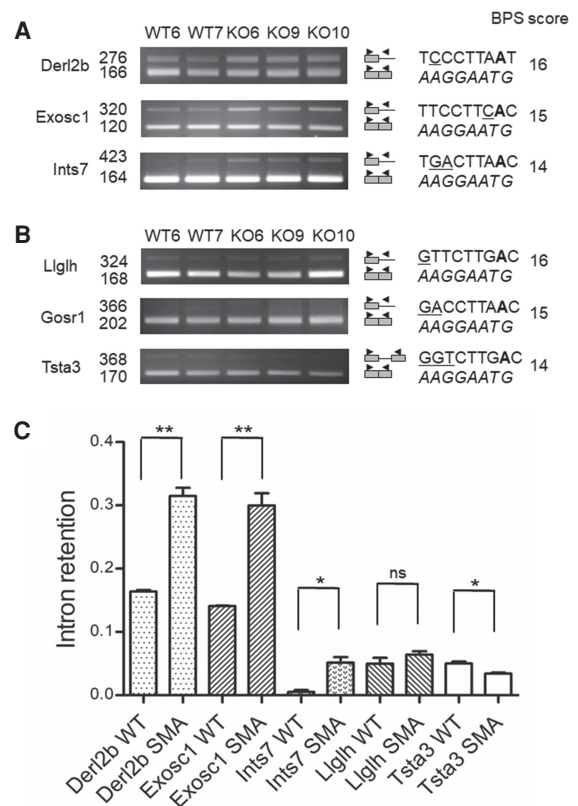 BPS score
A
WT6 WT7 KO6 KO9 KO10
Derl2b 276 166 TCCCTTAAT AAGGAATG 16
Exosc1 320 120 TTCCTTCAC AAGGAATG 15
Ints7 423 164 TGACTTAAC AAGGAATG 14
B
WT6 WT7 KO6 KO9 KO10
Llglh 324 168 GTTCTTGAC AAGGAATG 16
Gosr1 366 202 GACCTTAAC AAGGAATG 15
Tsta3 368 170 GGTCTTGAC AAGGAATG 14
C
Intron retention
0.4
0.3
0.2
0.1
0.0
** ** * ns *
Derl2b WT
Derl2b SMA
Exosc1 WT
Exosc1 SMA
Ints7 WT
Ints7 SMA
Llglh WT
Llglh SMA
Tsta3 WT
Tsta3 SMA